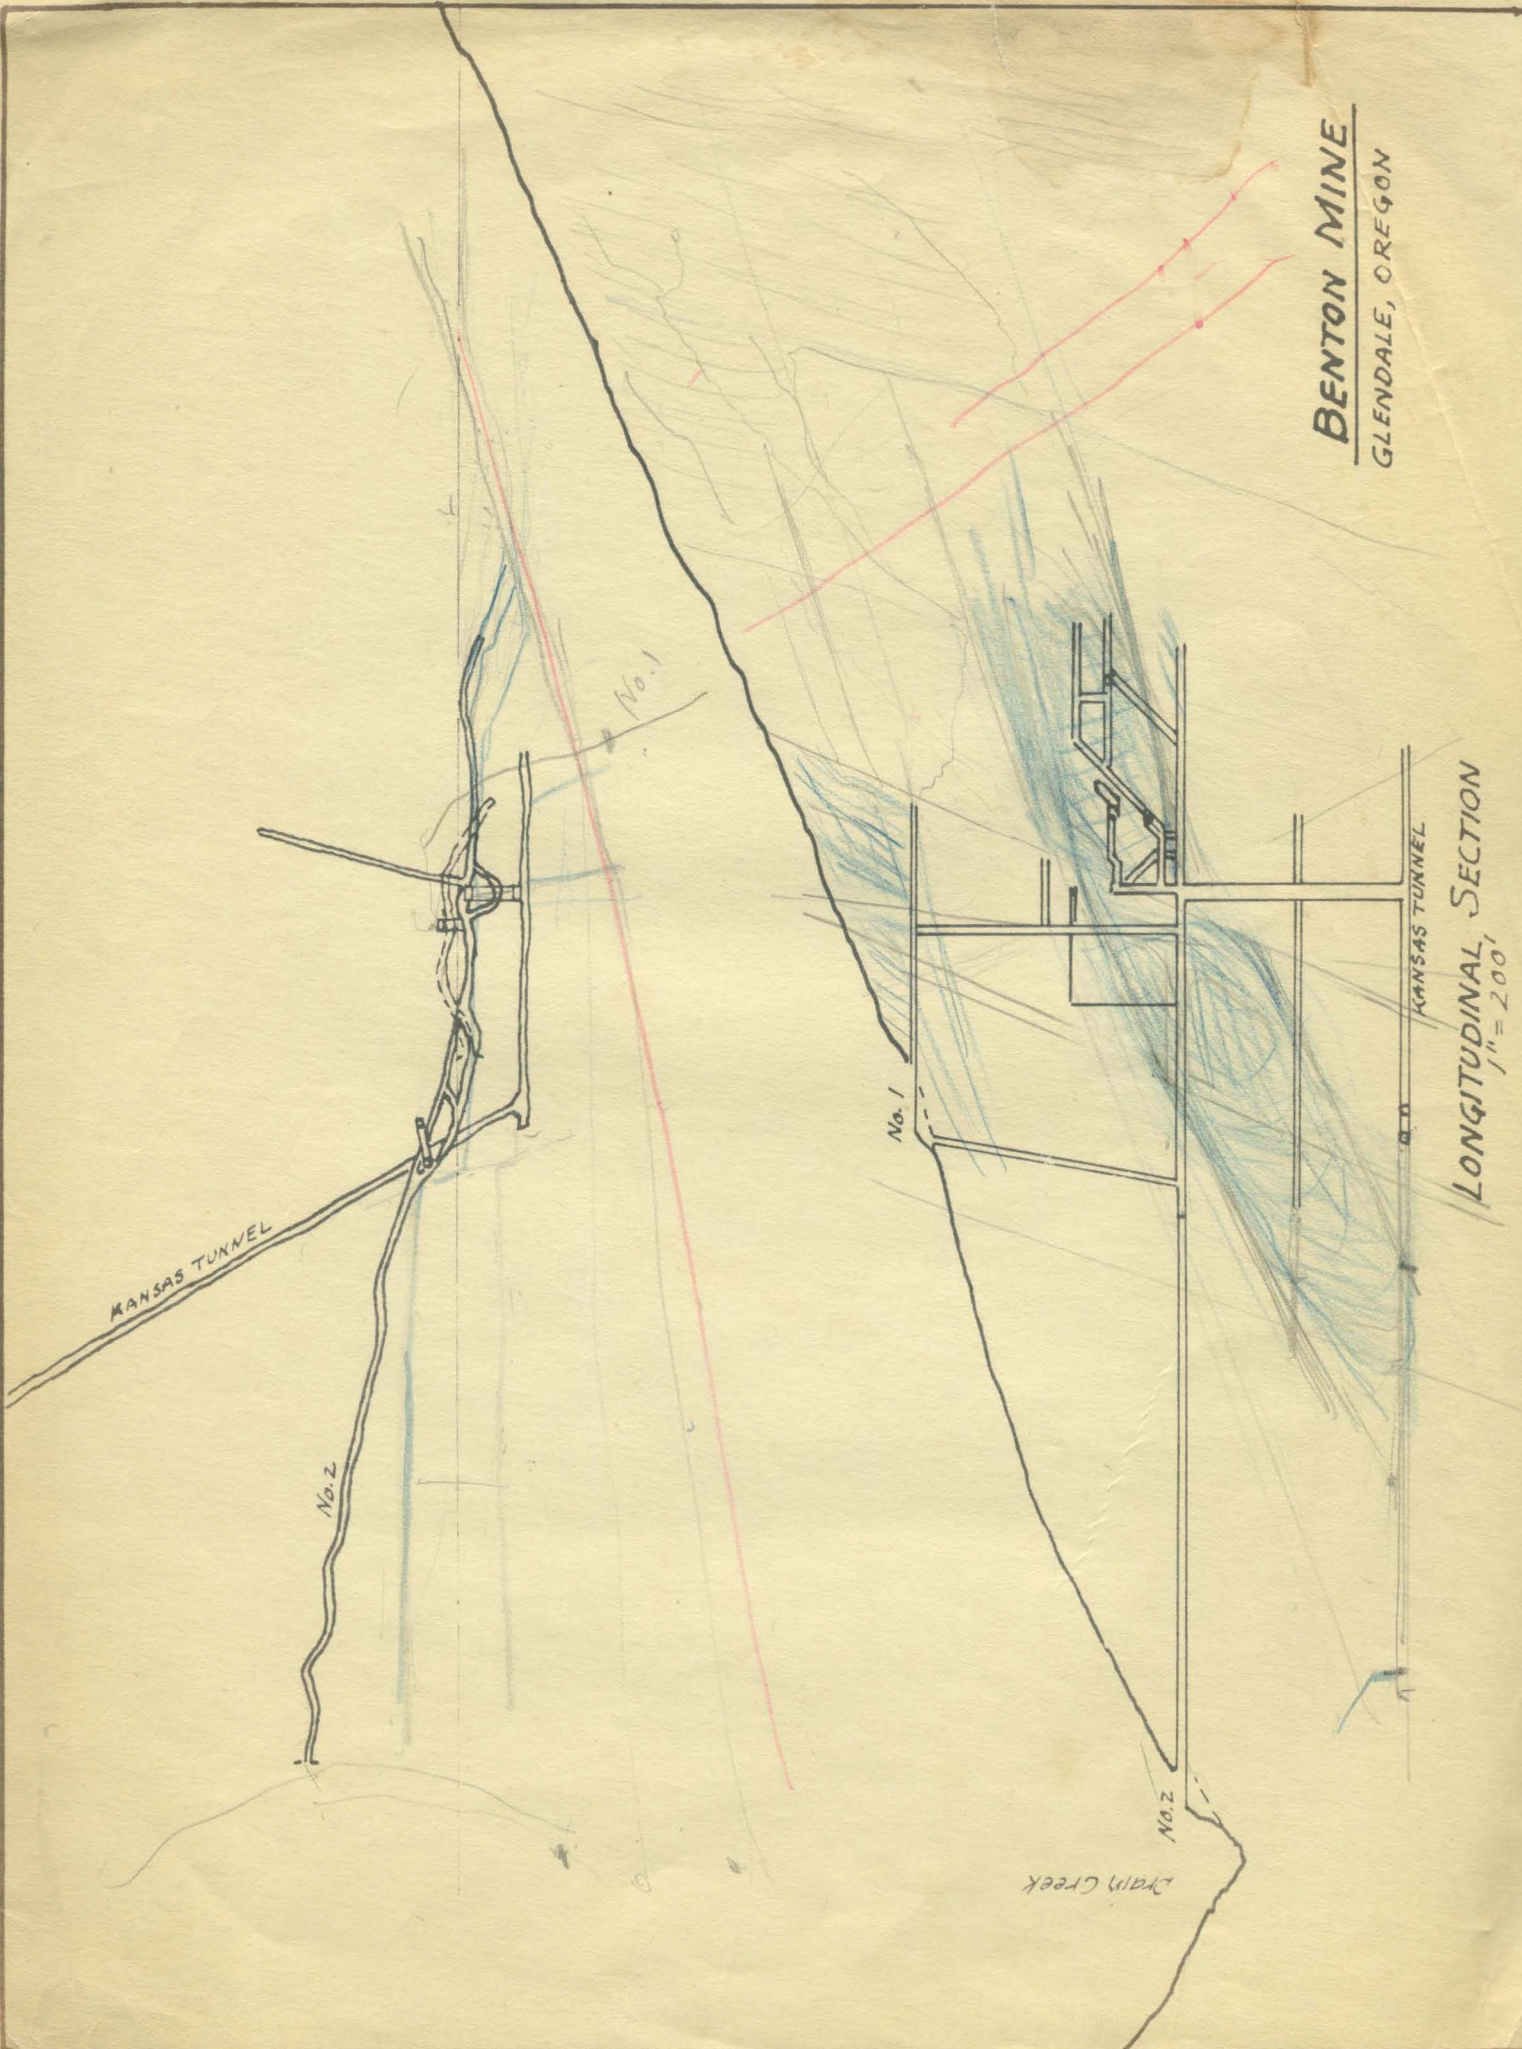 BENTON MINE
GLENDALE, OREGON
KANSAS TUNNEL
No. 2
No. 1
No. 1
No. 2
Drain Creek
KANSAS TUNNEL
LONGITUDINAL SECTION
1" = 200'